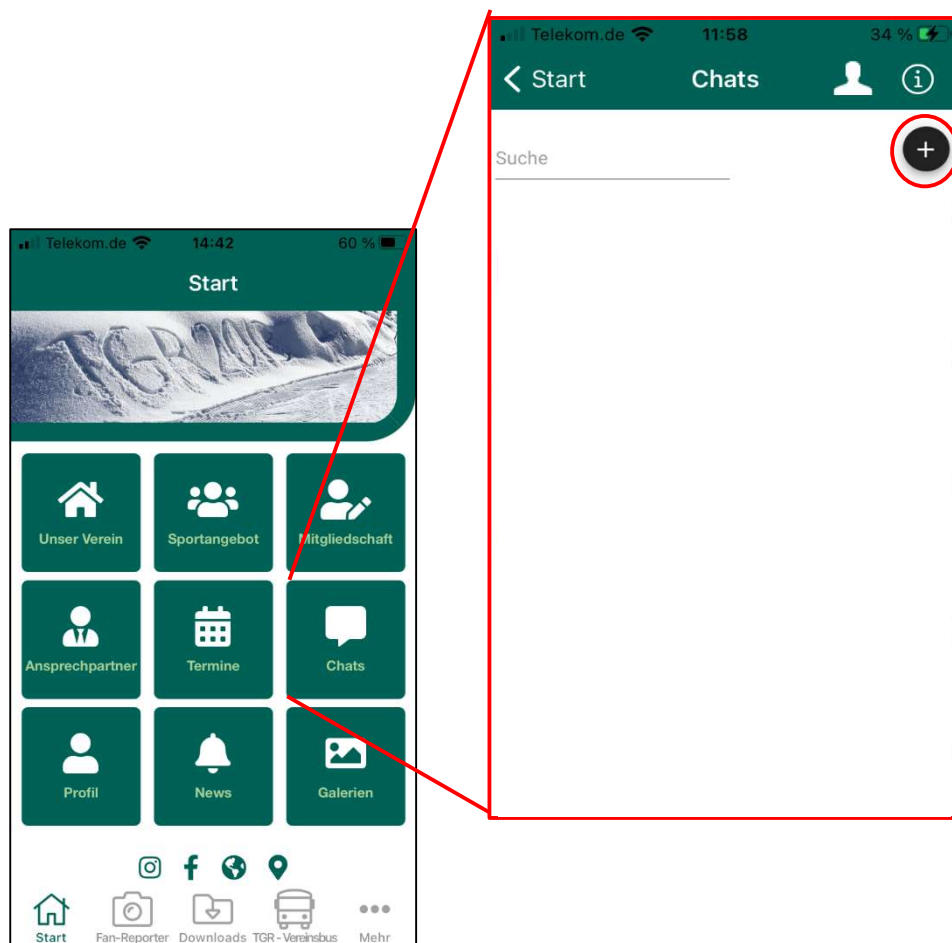 Telekom.de 11:58 34 %
Start Chats
Suche
Telekom.de 14:42 60 %
Start
TGR
Unser Verein Sportangebot Mitgliedschaft
Ansprechpartner Termine Chats
Profil News Galerien
Start Fan-Reporter Downloads TGR - Vereinsbus Mehr